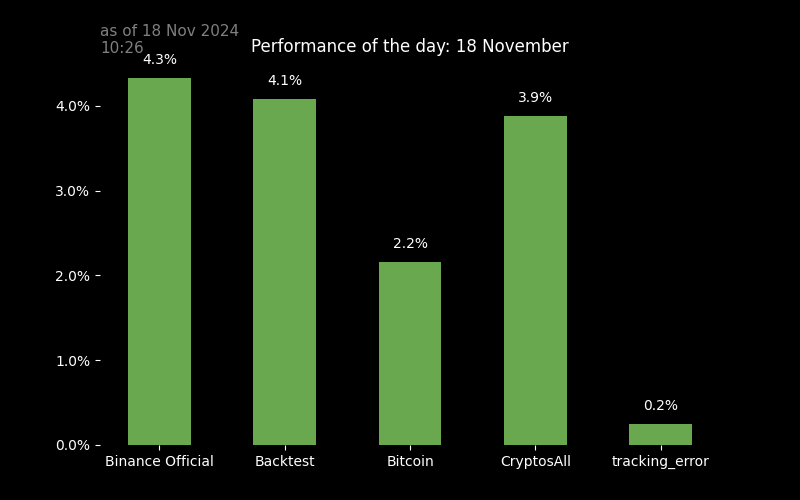 as of 18 Nov 2024
10:26
Performance of the day: 18 November
4.3%
4.1%
3.9%
2.2%
0.2%
4.0%
3.0%
2.0%
1.0%
0.0%
Binance Official
Backtest
Bitcoin
CryptosAll
tracking_error